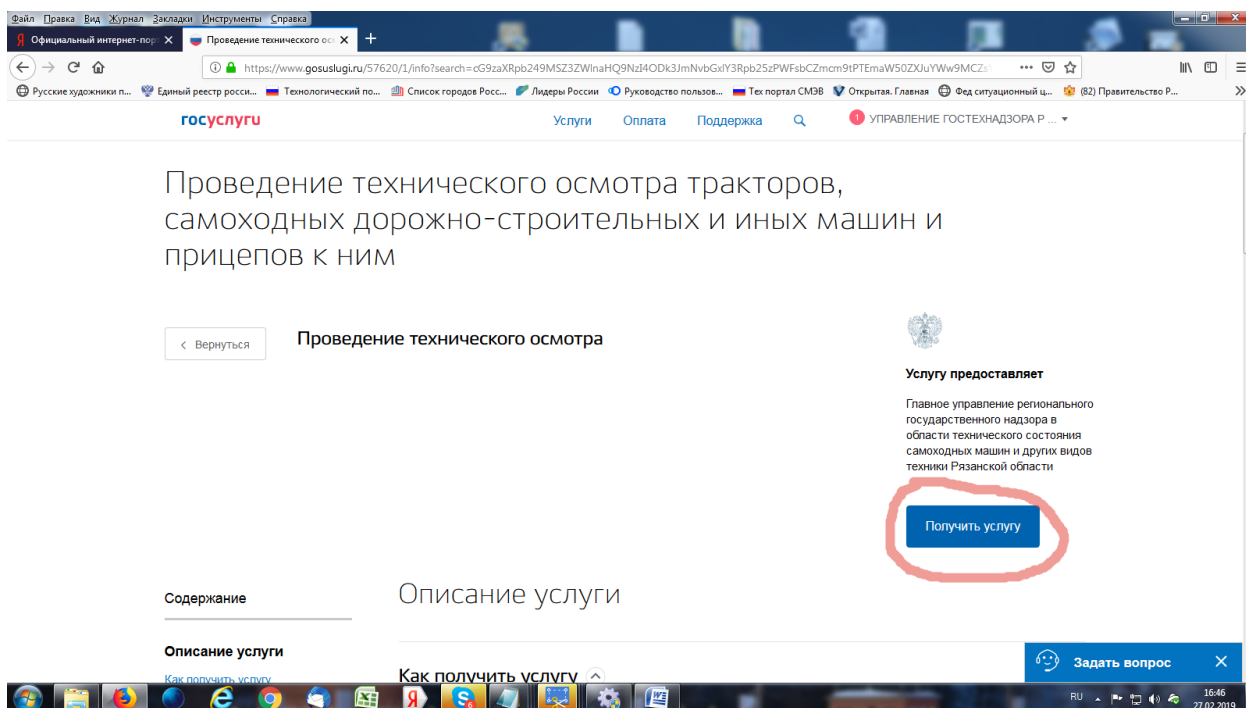 Файл Правка Вид Журнал Закладки Инструменты Справка
Официальный интернет-пор Проведение технического осм
https://www.gosuslugi.ru/57620/1/info?search=
Русские художники п... Единый реестр росси... Технологический по... Список городов Росс... Лидеры России Руководство пользов... Тех портал СМЭВ Открытая. Главная Фед ситуационный ц... (82) Правительство Р...
госуслуги Услуги Оплата Поддержка 1 УПРАВЛЕНИЕ ГОСТЕХНАДЗОРА Р ...
Проведение технического осмотра тракторов,
самоходных дорожно-строительных и иных машин и
прицепов к ним
Вернуться
Проведение технического осмотра
Услугу предоставляет
Главное управление регионального
государственного надзора в
области технического состояния
самоходных машин и других видов
техники Рязанской области
Получить услугу
Содержание
Описание услуги
Описание услуги
Как получить услугу
Как получить услугу
Задать вопрос
RU
16:46
27.02.2019